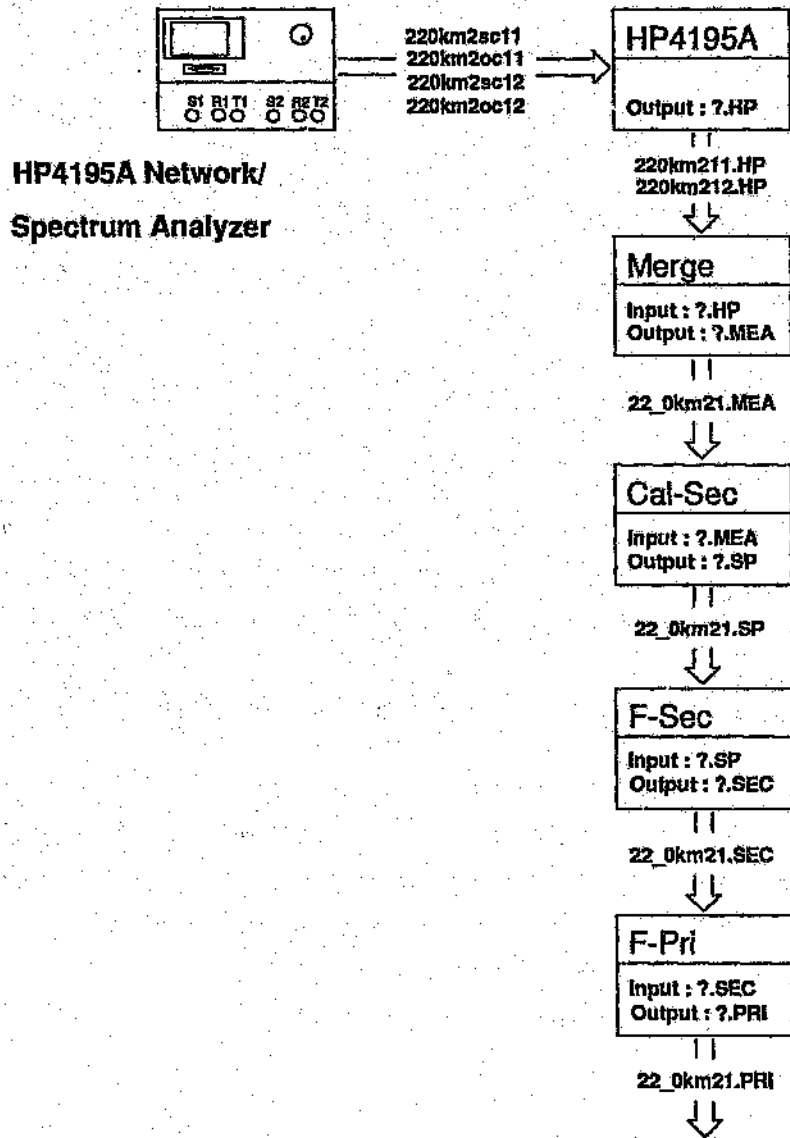 S1 R1 T1 S2 R2 T2
HP4195A Network/
Spectrum Analyzer
220km2sc11
220km2oc11
220km2sc12
220km2oc12
HP4195A
Output : ?.HP
220km211.HP
220km212.HP
Merge
Input : ?.HP
Output : ?.MEA
22_0km21.MEA
Cal-Sec
Input : ?.MEA
Output : ?.SP
22_0km21.SP
F-Sec
Input : ?.SP
Output : ?.SEC
22_0km21.SEC
F-Pri
Input : ?.SEC
Output : ?.PRI
22_0km21.PRI